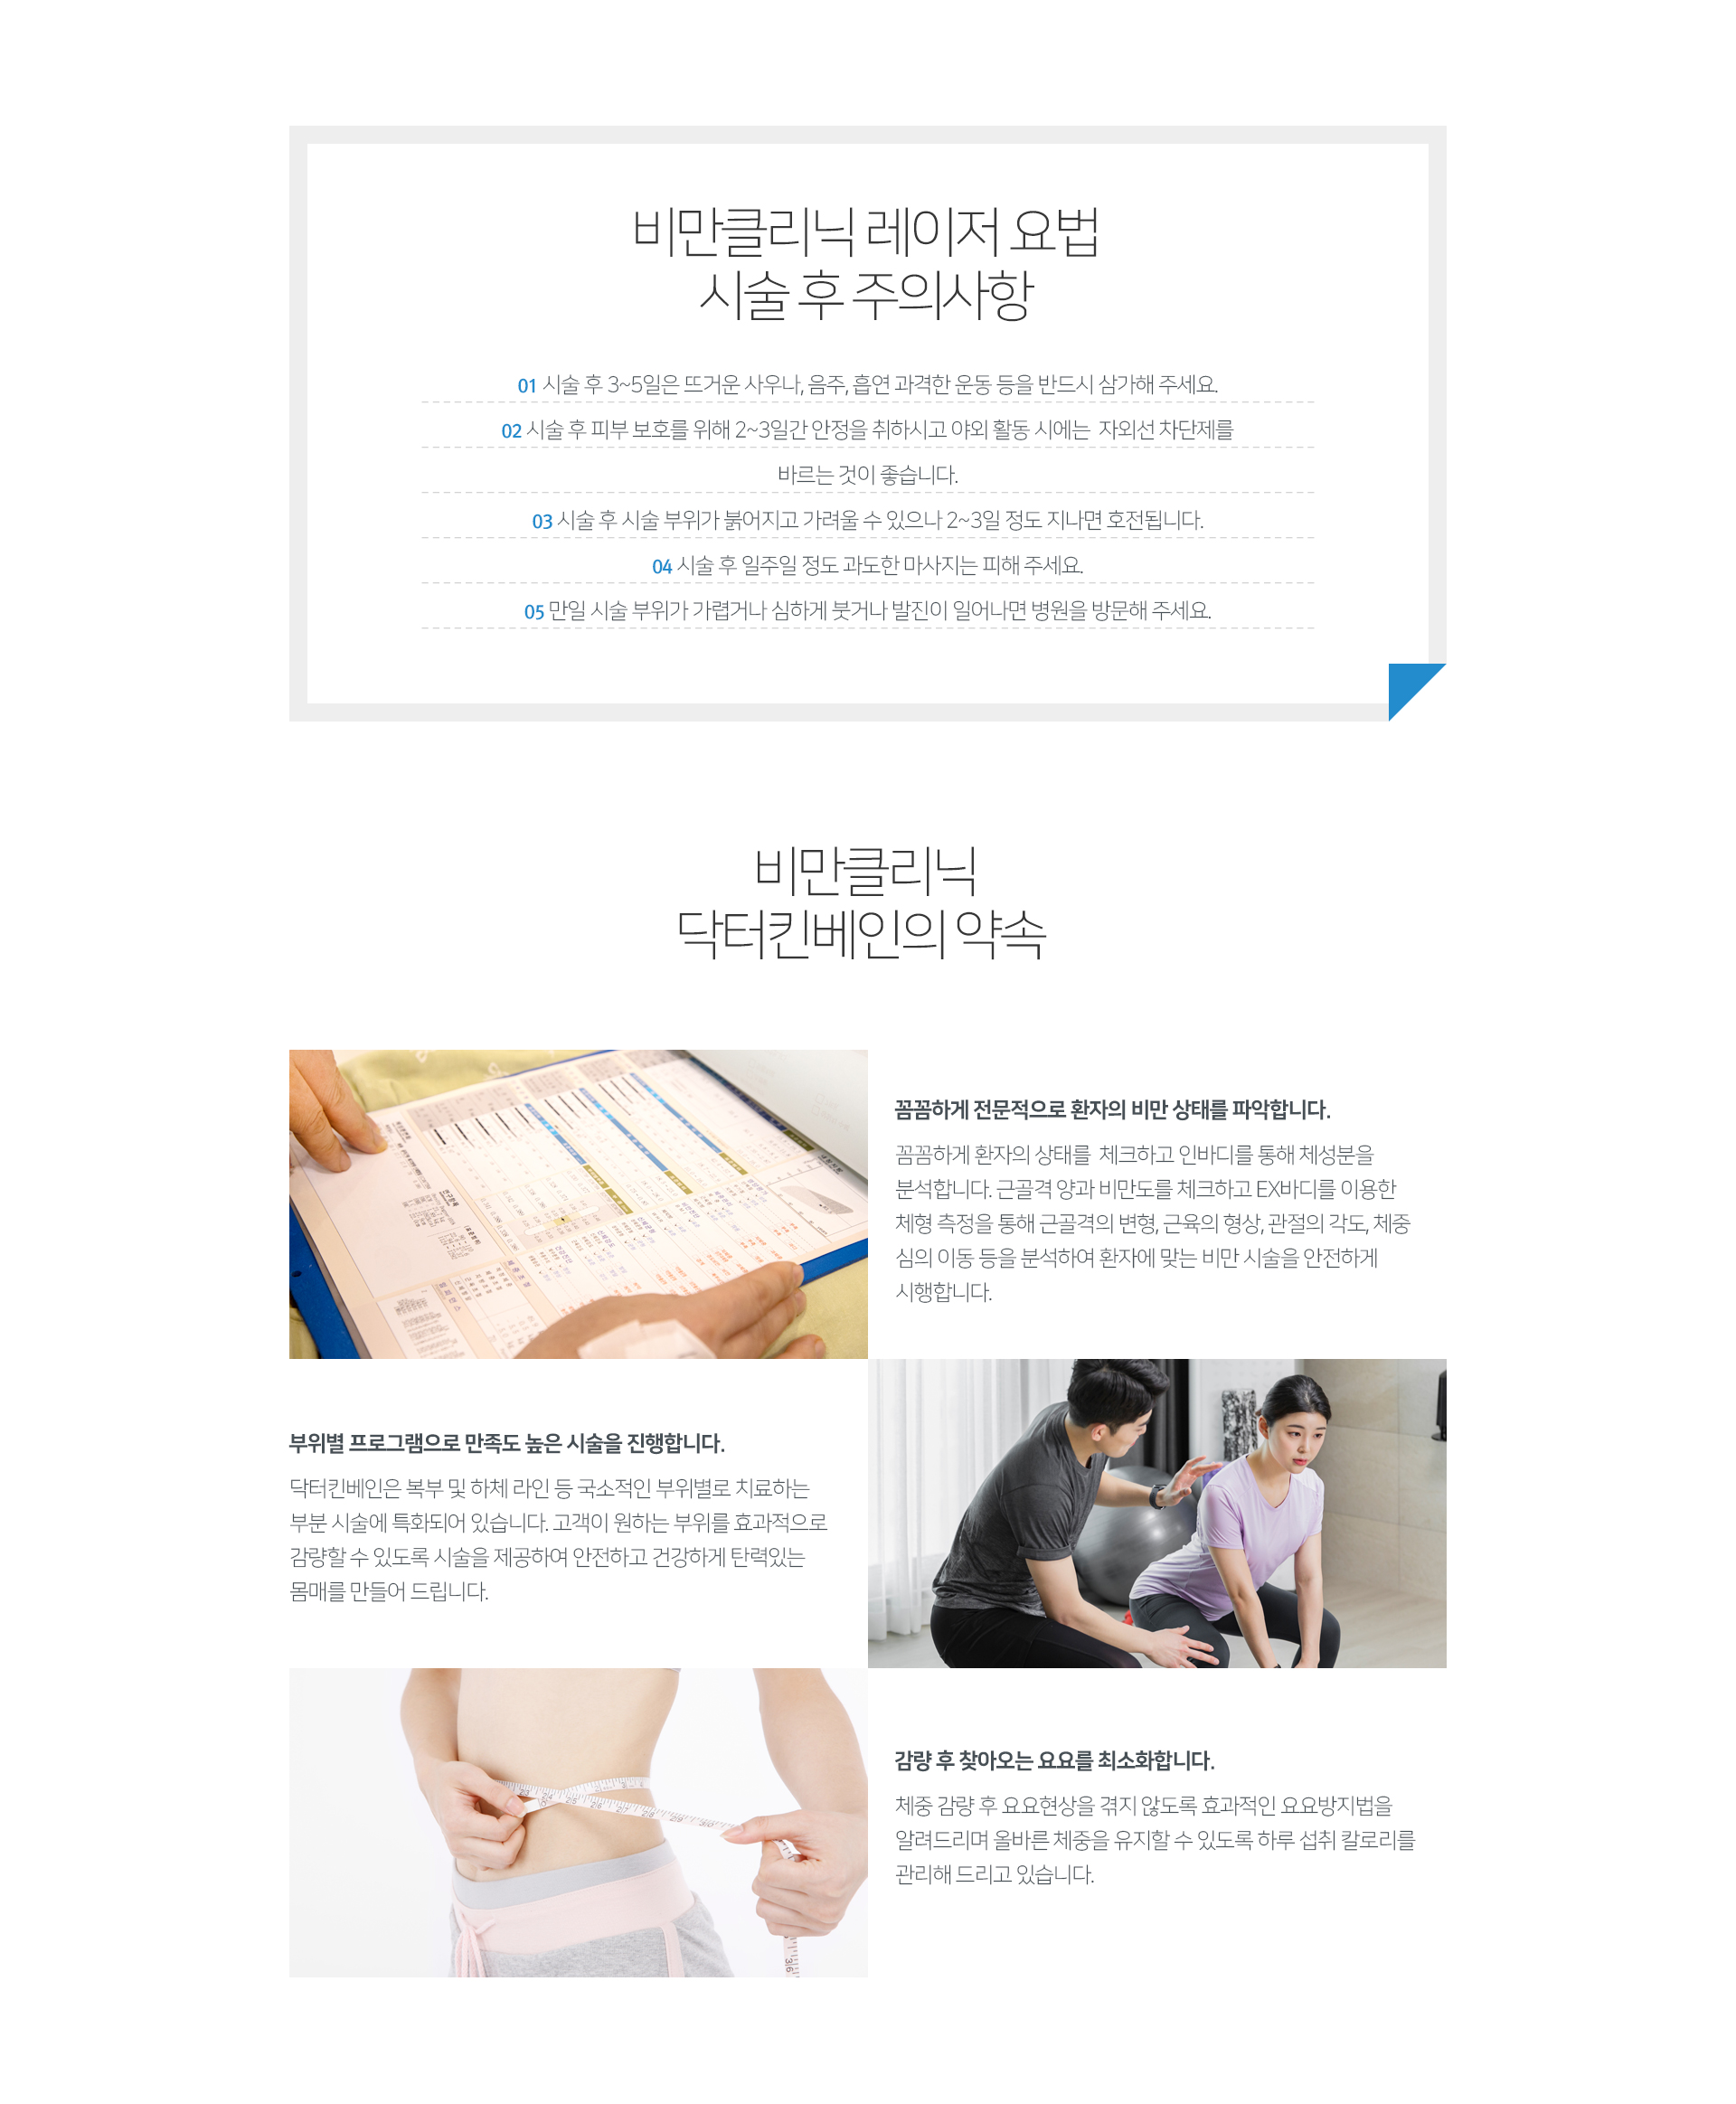 비만클리닉 레이저 요법
시술 후 주의사항
01 시술 후 3~5일은 뜨거운 사우나, 음주, 흡연 과격한 운동 등을 반드시 삼가해 주세요.
02 시술 후 피부 보호를 위해 2~3일간 안정을 취하시고 야외 활동 시에는 자외선 차단제를
바르는 것이 좋습니다.
03 시술 후 시술 부위가 붉어지고 가려울 수 있으나 2~3일 정도 지나면 호전됩니다.
04 시술 후 일주일 정도 과도한 마사지는 피해 주세요.
05 만일 시술 부위가 가렵거나 심하게 붓거나 발진이 일어나면 병원을 방문해 주세요.
비만클리닉
닥터킨베인의 약속
꼼꼼하게 전문적으로 환자의 비만 상태를 파악합니다.
꼼꼼하게 환자의 상태를 체크하고 인바디를 통해 체성분을
분석합니다. 근골격 양과 비만도를 체크하고 EX바디를 이용한
체형 측정을 통해 근골격의 변형, 근육의 형상, 관절의 각도, 체중
심의 이동 등을 분석하여 환자에 맞는 비만 시술을 안전하게
시행합니다.
부위별 프로그램으로 만족도 높은 시술을 진행합니다.
닥터킨베인은 복부 및 하체 라인 등 국소적인 부위별로 치료하는
부분 시술에 특화되어 있습니다. 고객이 원하는 부위를 효과적으로
감량할 수 있도록 시술을 제공하여 안전하고 건강하게 탄력있는
몸매를 만들어 드립니다.
감량 후 찾아오는 요요를 최소화합니다.
체중 감량 후 요요현상을 겪지 않도록 효과적인 요요방지법을
알려드리며 올바른 체중을 유지할 수 있도록 하루 섭취 칼로리를
관리해 드리고 있습니다.